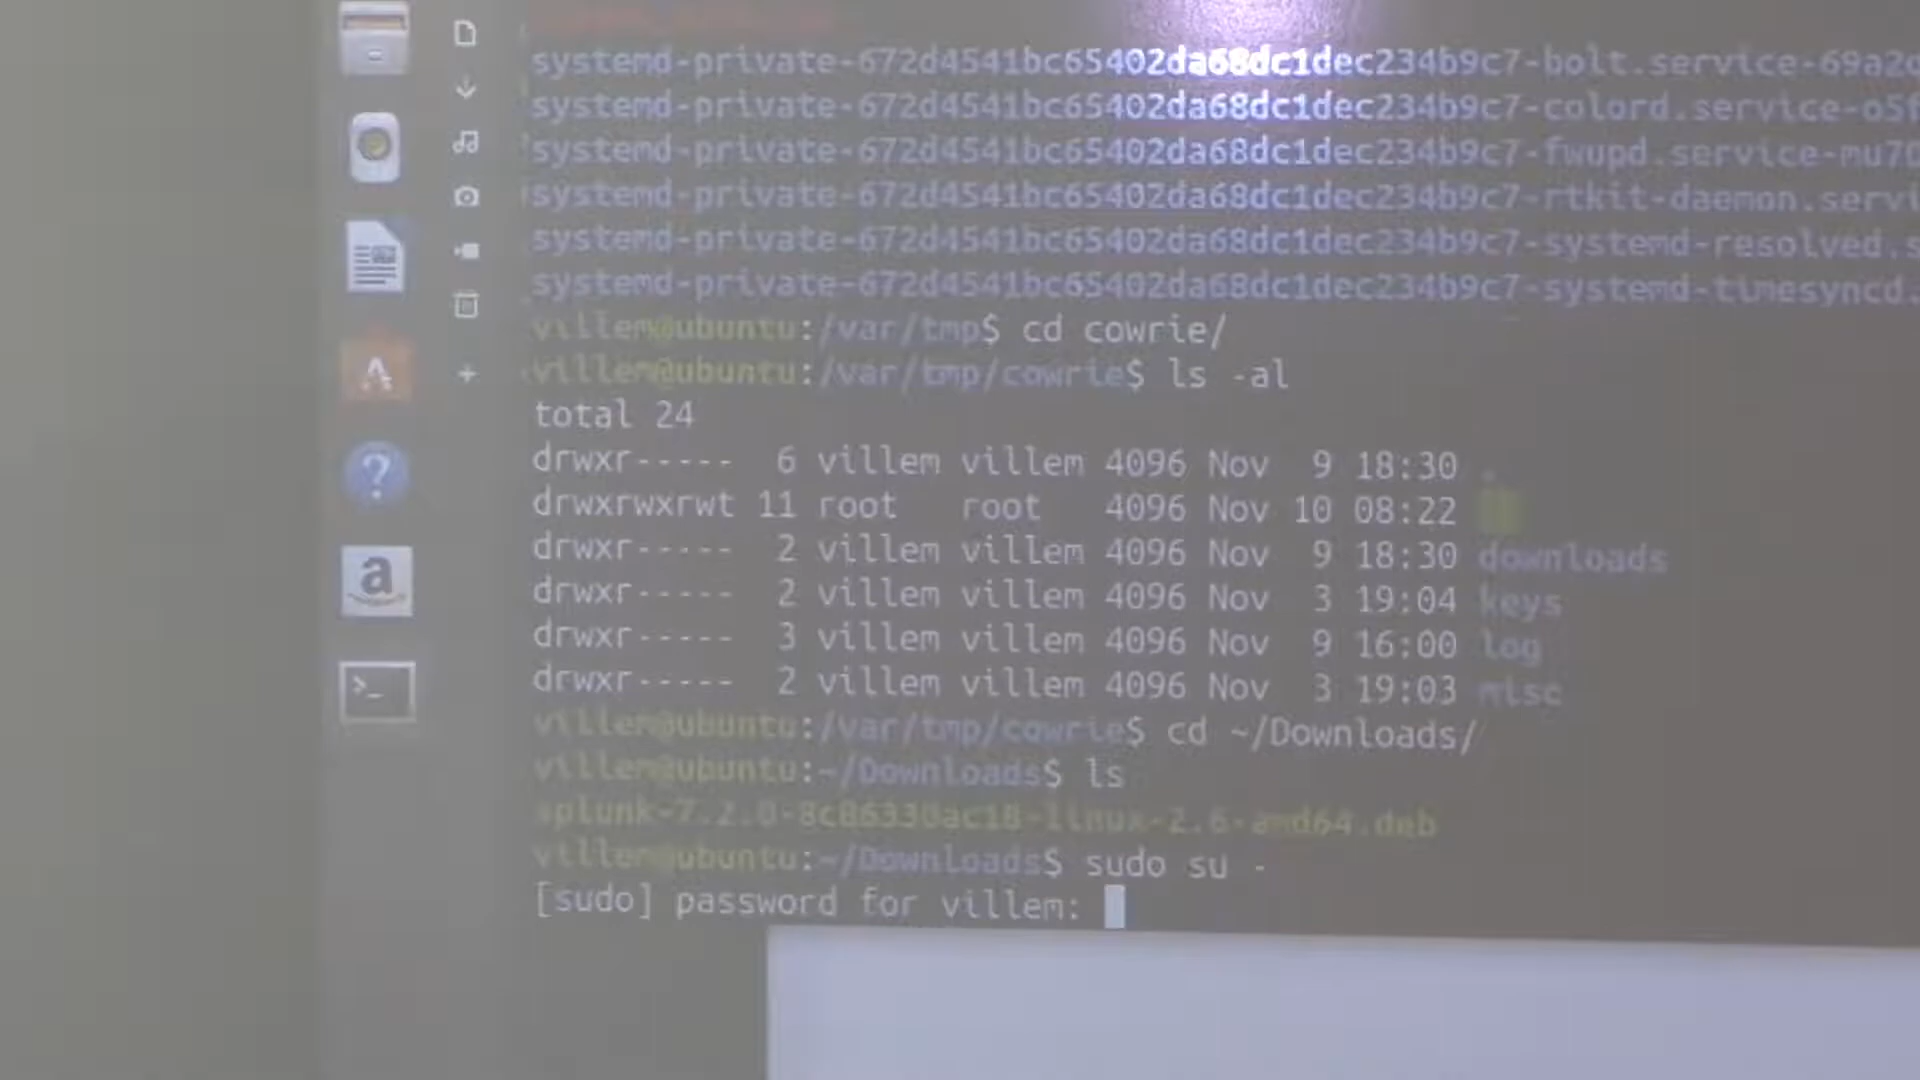 systemd-private-672d4541bc65402da68dc1dec234b9c7-bolt.service-69a2
systemd-private-672d4541bc65402da68dc1dec234b9c7-colord.service-o5f
systemd-private-672d4541bc65402da68dc1dec234b9c7-fwupd.service-mu7
systemd-private-672d4541bc65402da68dc1dec234b9c7-rtkit-daemon.servi
systemd-private-672d4541bc65402da68dc1dec234b9c7-systemd-resolved.s
systemd-private-672d4541bc65402da68dc1dec234b9c7-systemd-timesyncd.
villem@ubuntu:/var/tmp$ cd cowrie/
villem@ubuntu:/var/tmp/cowrie$ ls -al
total 24
drwxr----- 6 villem villem 4096 Nov 9 18:30 .
drwxrwxrwt 11 root root 4096 Nov 10 08:22
drwxr----- 2 villem villem 4096 Nov 9 18:30 downloads
drwxr----- 2 villem villem 4096 Nov 3 19:04 keys
drwxr----- 3 villem villem 4096 Nov 9 16:00 log
drwxr----- 2 villem villem 4096 Nov 3 19:03 misc
villem@ubuntu:/var/tmp/cowrie$ cd ~/Downloads/
villem@ubuntu:~/Downloads$ ls
splunk-7.2.0-8c86330ac18-linux-2.6-amd64.deb
villem@ubuntu:~/Downloads$ sudo su -
[sudo] password for villem: